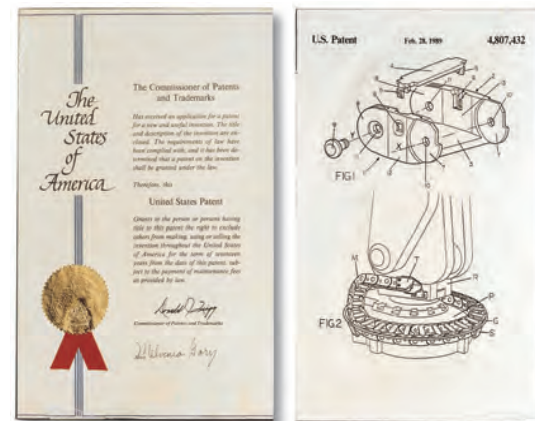 The
United
States
of
America
The Commissioner of Patents
and Trademarks
Has received an application for a patent
for a new and useful invention. The title
and description of the invention are en-
closed. The requirements of law have
been complied with, and it has been de-
termined that a patent on the invention
shall be granted under the law.
Therefore, this
United States Patent
Grants to the person or persons having
title to this patent the right to exclude
others from making, using or selling the
invention throughout the United States
of America for the term of seventeen
years from the date of this patent, sub-
ject to the payment of maintenance fees
as provided by law.
Commissioner of Patents and Trademarks
U.S. Patent Feb. 28, 1989 4,807,432
FIG.1
M
T
R
P
G
S
FIG.2